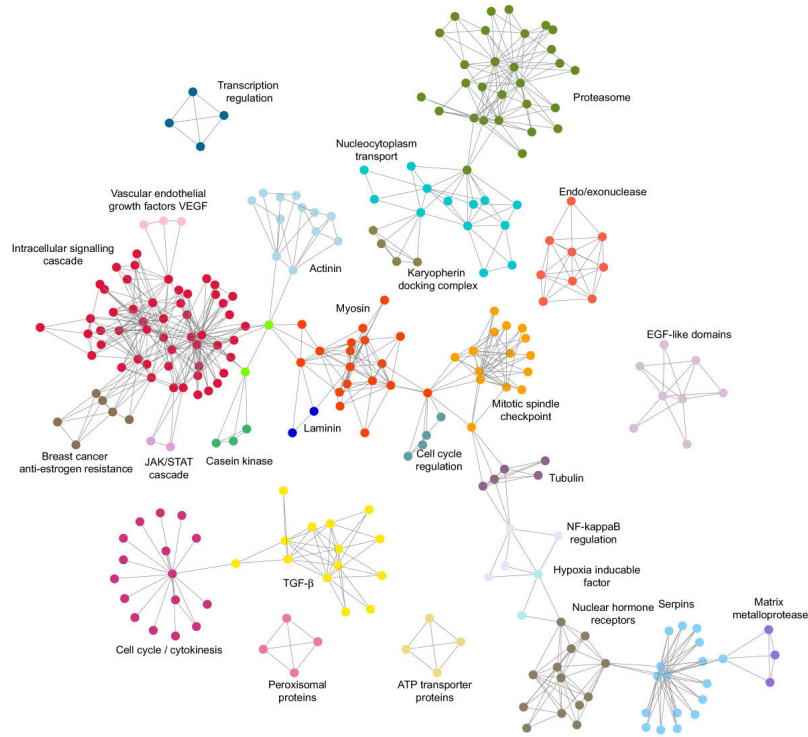 Transcription
regulation
Proteasome
Nucleocytoplasm
transport
Vascular endothelial
growth factors VEGF
Endo/exonuclease
Intracellular signalling
cascade
Actinin
Karyopherin
docking complex
Myosin
EGF-like domains
Mitotic spindle
checkpoint
Laminin
Breast cancer
anti-estrogen resistance
JAK/STAT
cascade
Casein kinase
Cell cycle
regulation
Tubulin
NF-kappaB
regulation
TGF-β
Hypoxia inducable
factor
Nuclear hormone
receptors
Serpins
Matrix
metalloprotease
Cell cycle / cytokinesis
Peroxisomal
proteins
ATP transporter
proteins